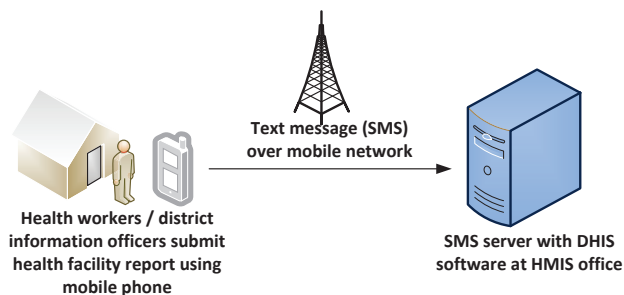 Text message (SMS)
over mobile network
Health workers / district
information officers submit
health facility report using
mobile phone
SMS server with DHIS
software at HMIS office